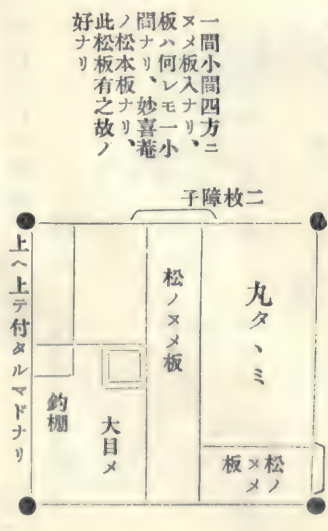 一間小間四方ニ
ヌメ板入ナリ、
板ハ何レモ一小
間ナリ、妙喜菴
ノ松本板ナリ、
此松板有之故ノ
好ナリ
二枚障子
丸タヽミ
松ノヌメ板
松ノヌメ板
大目メ
釣棚
上ヘ上テ付タルマドナリ